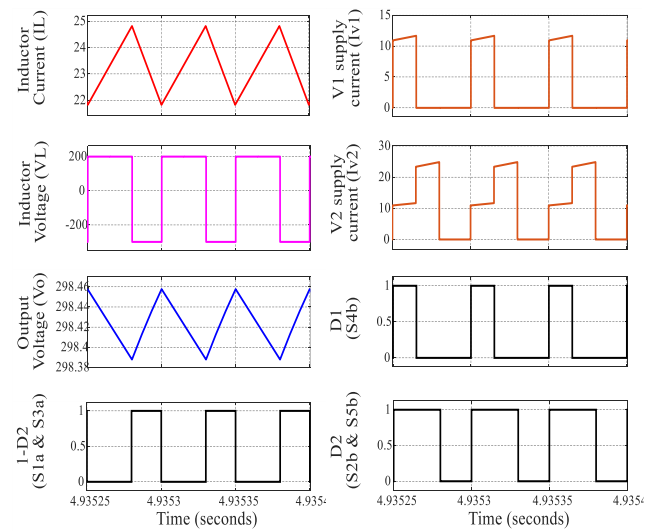 Inductor
Current (IL)
25
24
23
22
V1 supply
current (Iv1)
15
10
5
0
Inductor
Voltage (VL)
200
0
-200
V2 supply
current (Iv2)
30
20
10
0
Output
Voltage (Vo)
298.46
298.44
298.42
298.4
298.38
D1
(S4b)
1
0.5
0
1-D2
(S1a & S3a)
1
0.5
0
4.93525
4.9353
4.93535
4.9354
Time (seconds)
D2
(S2b & S5b)
1
0.5
0
4.93525
4.9353
4.93535
4.9354
Time (seconds)